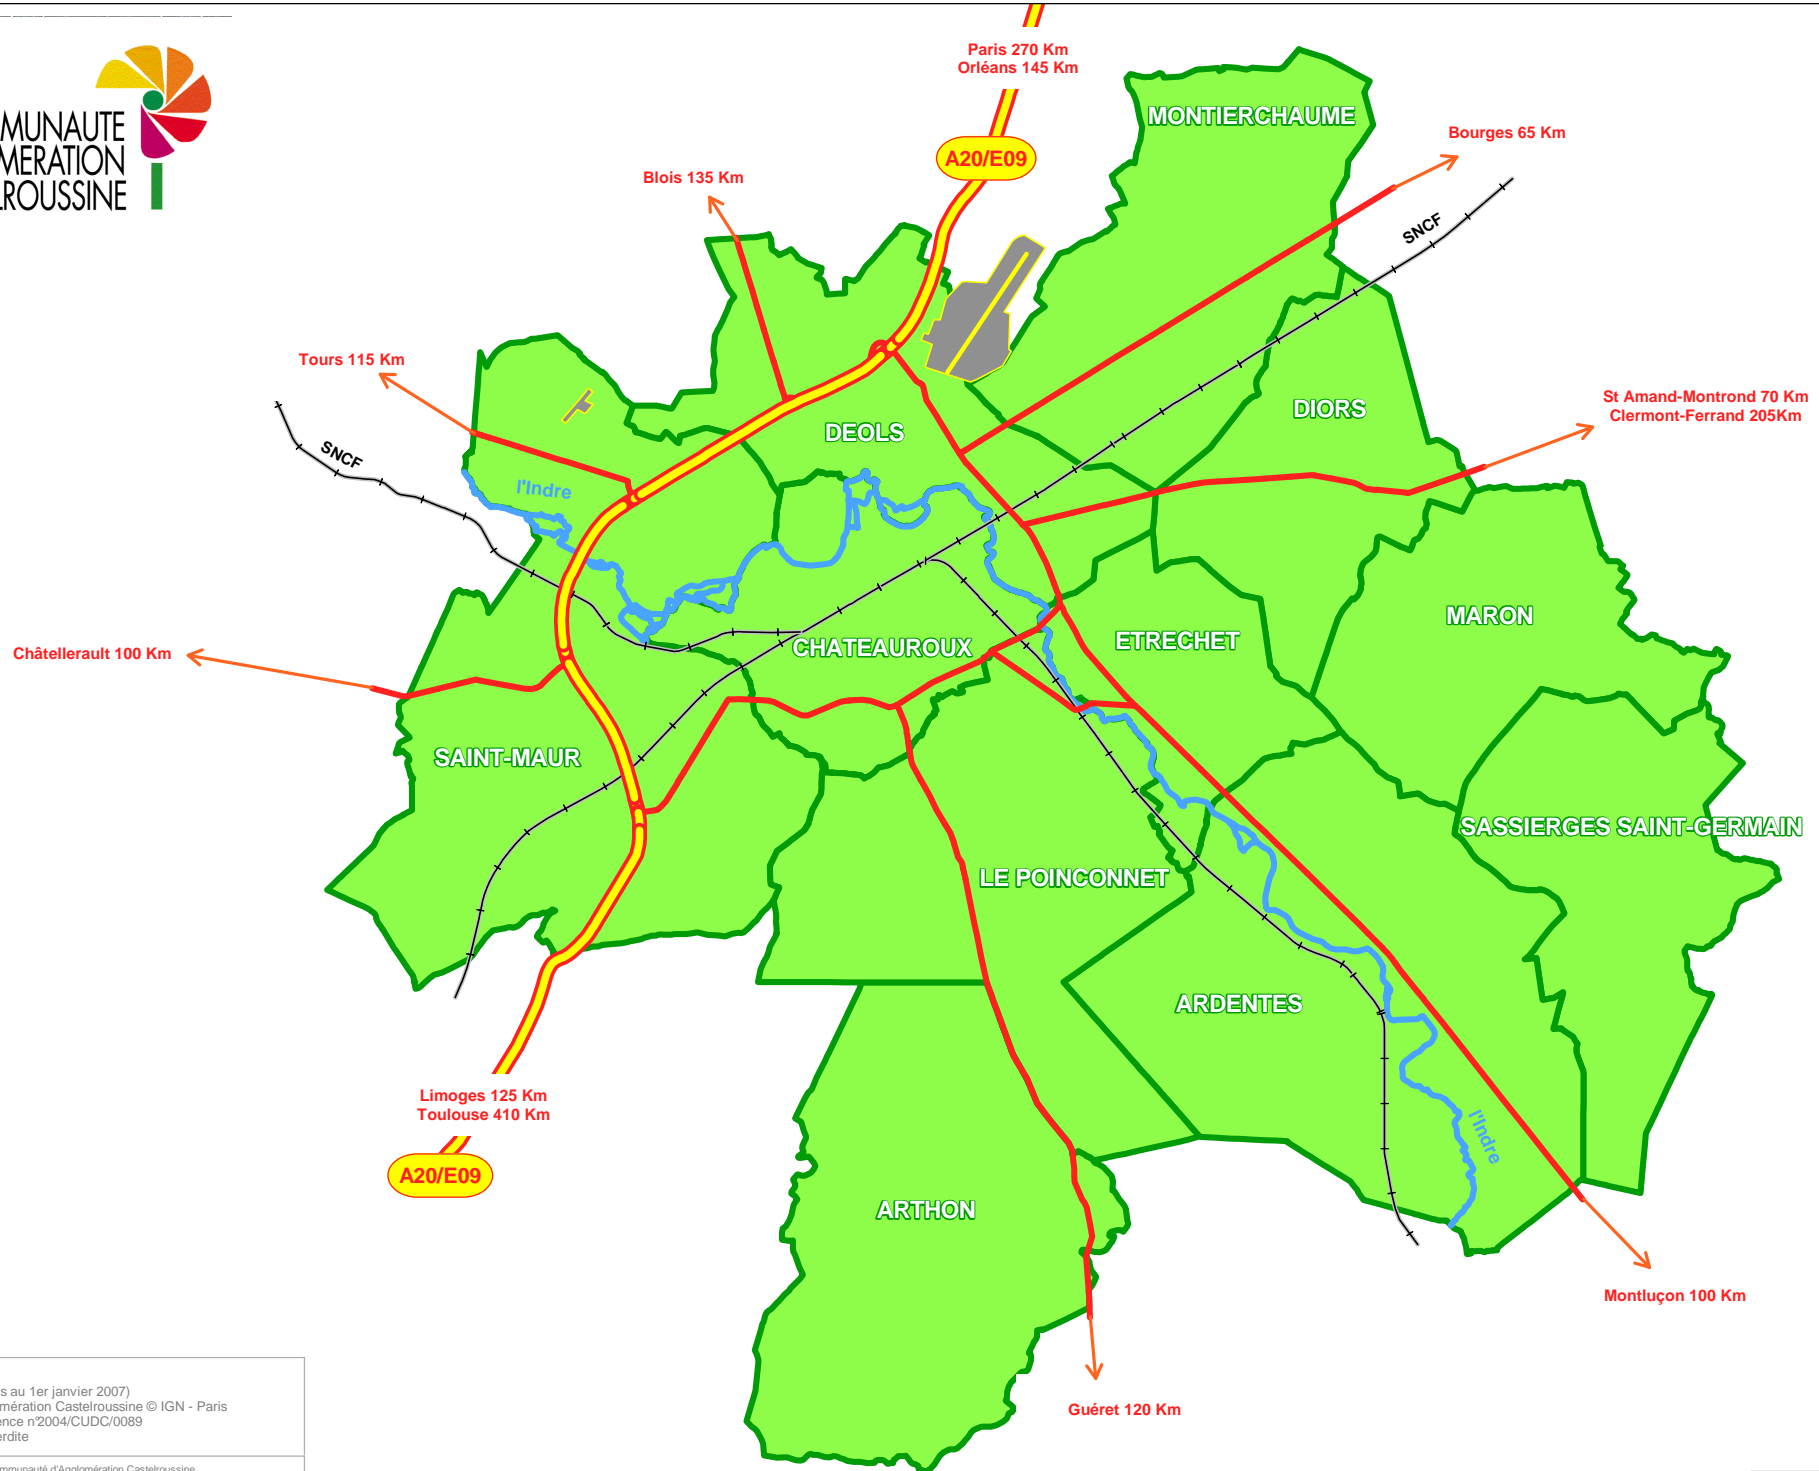 MUNAUTE
MERATION
LROUSSINE
Paris 270 Km
Orléans 145 Km
A20/E09
MONTIERCHAUME
Bourges 65 Km
Blois 135 Km
SNCF
Tours 115 Km
St Amand-Montrond 70 Km
Clermont-Ferrand 205Km
DIORS
DEOLS
SNCF
l'Indre
MARON
ETRECHET
CHATEAUROUX
Châtellerault 100 Km
SAINT-MAUR
SASSIERGES SAINT-GERMAIN
LE POINCONNET
ARDENTES
Limoges 125 Km
Toulouse 410 Km
l'Indre
A20/E09
ARTHON
Montluçon 100 Km
Guéret 120 Km
s au 1er janvier 2007)
mération Castelroussine © IGN - Paris
ence n°2004/CUDC/0089
erdite
mmunauté d'Agglomération Castelroussine